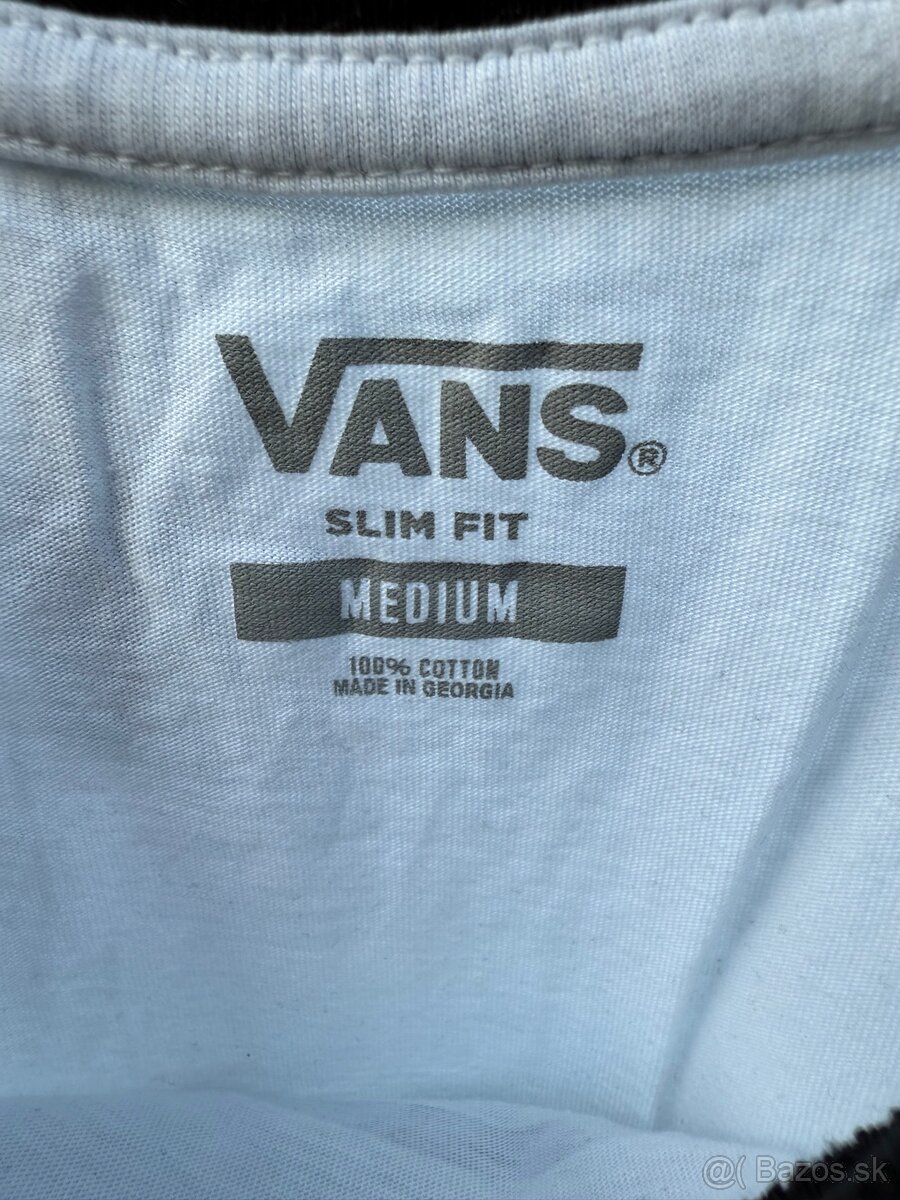 VANS®
SLIM FIT
MEDIUM
100% COTTON
MADE IN GEORGIA
@( Bazos.sk